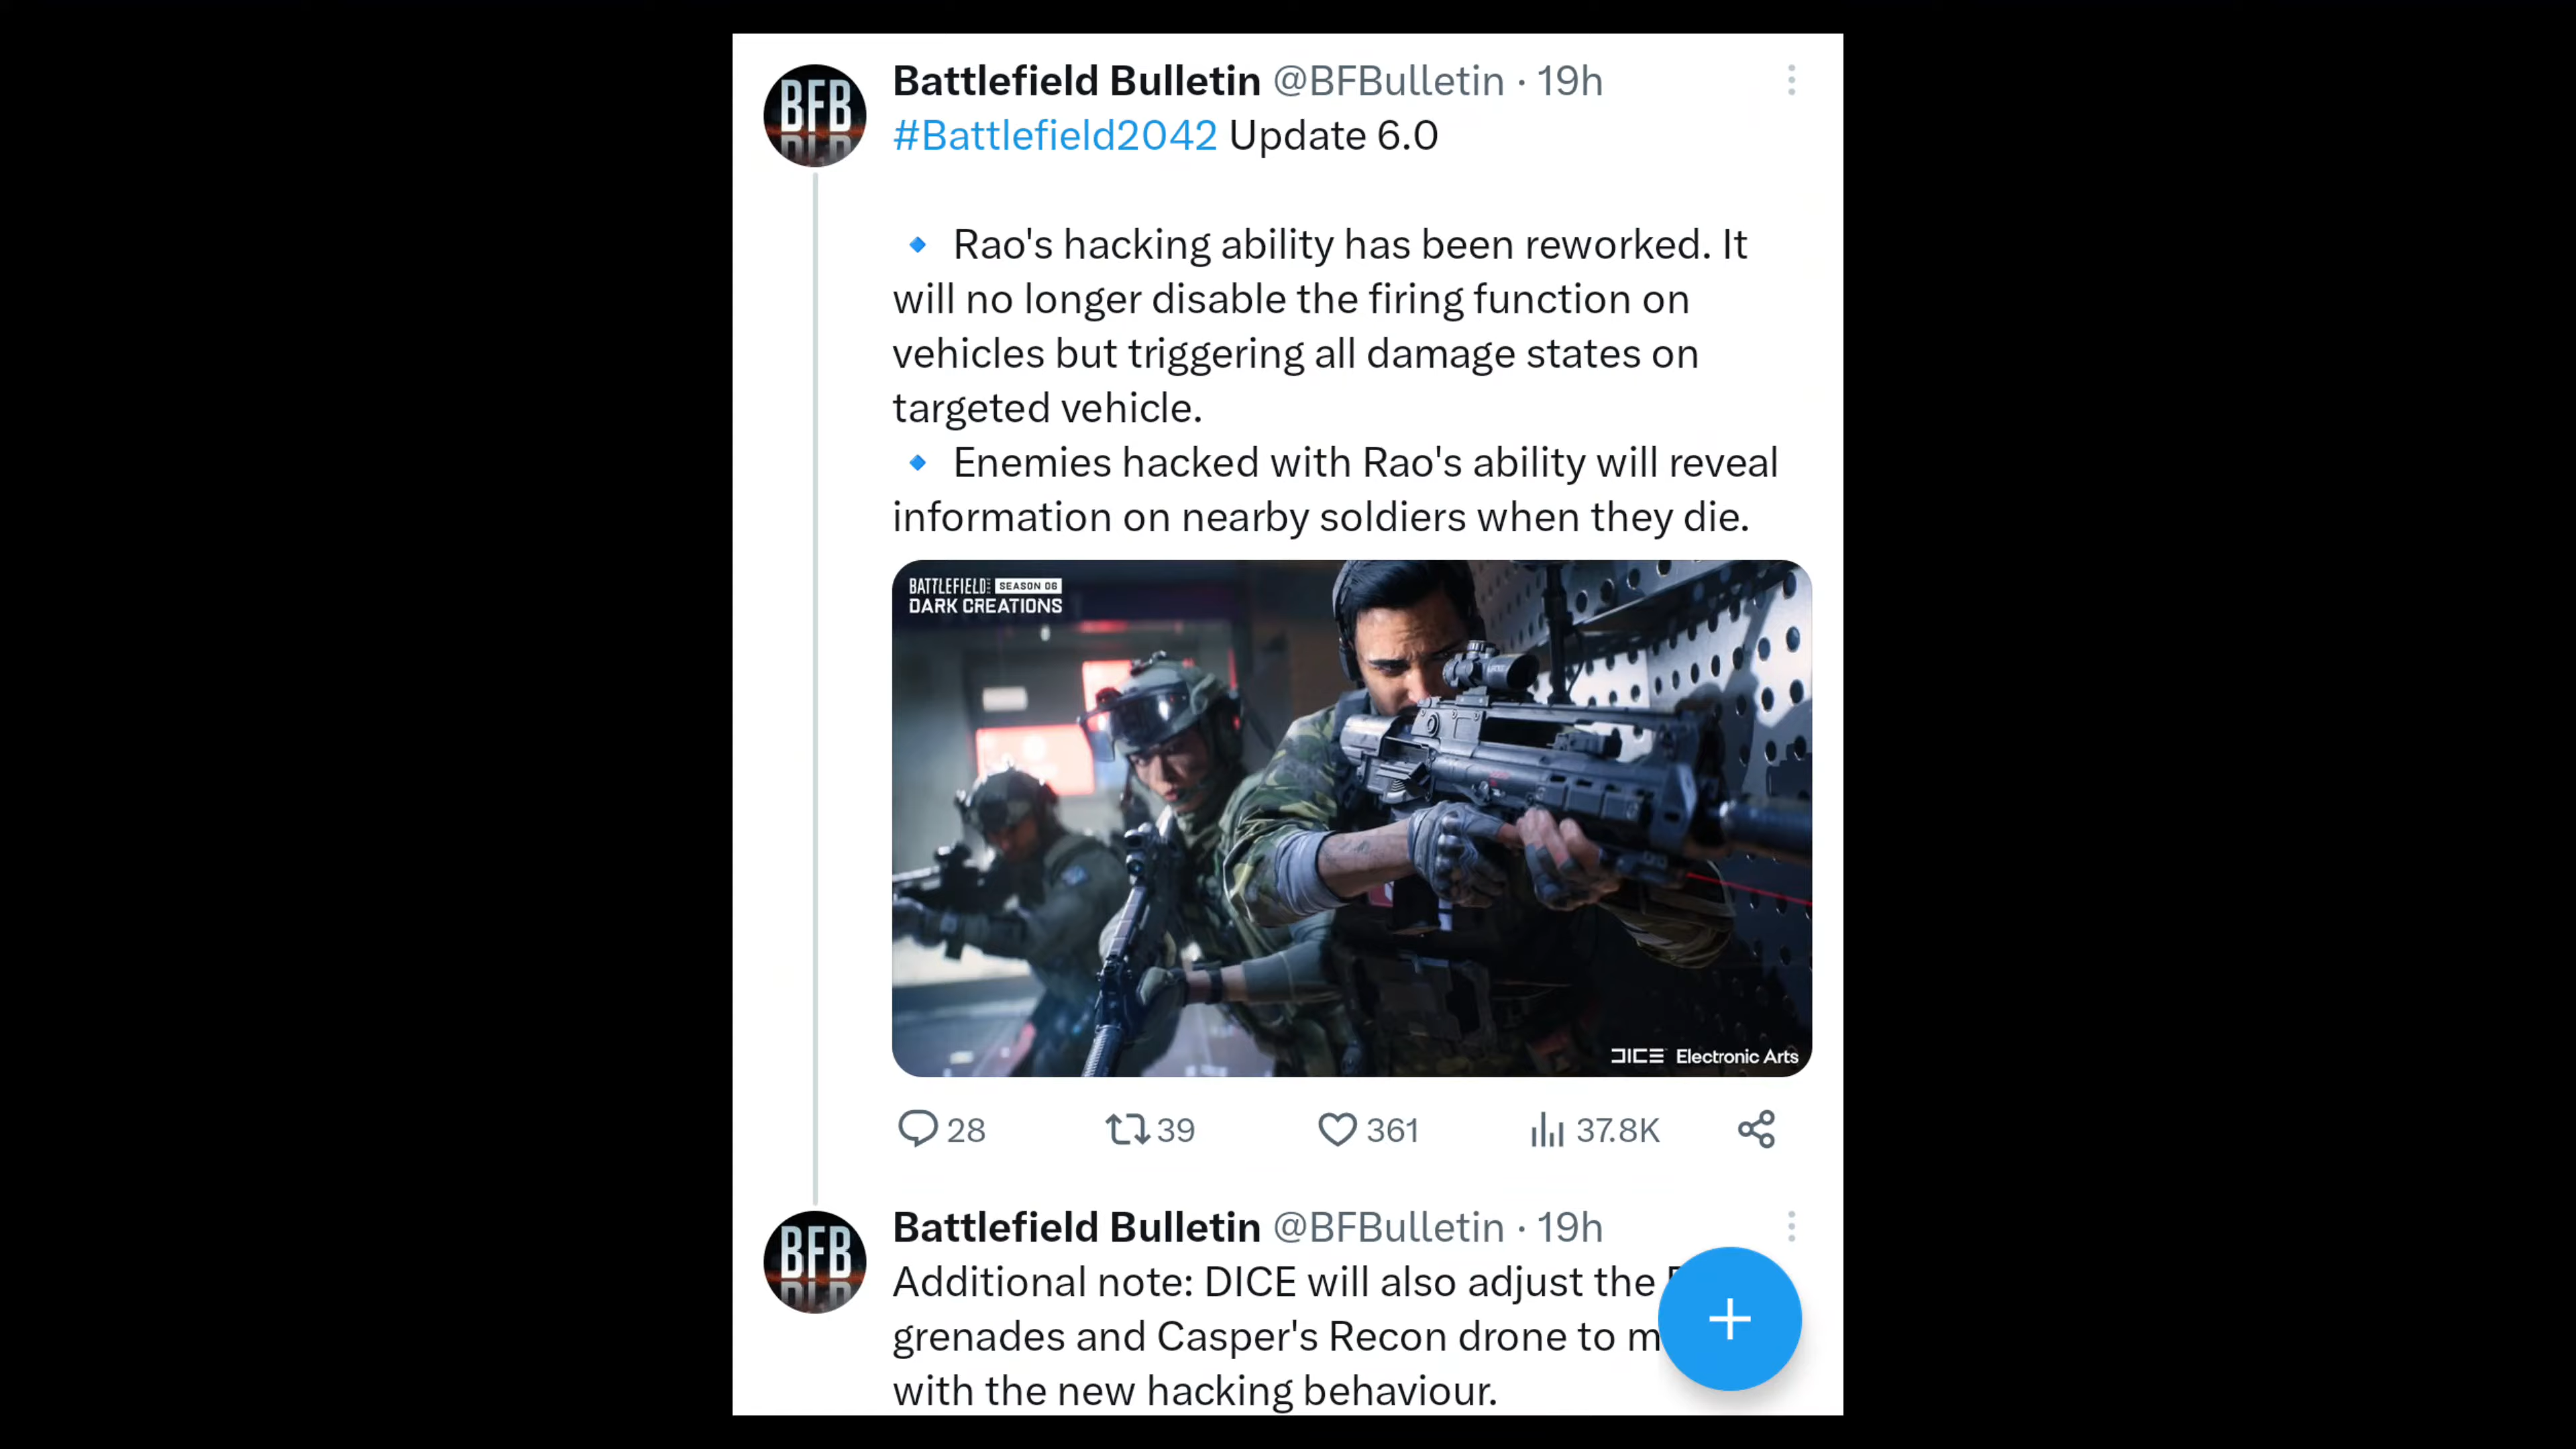 Battlefield Bulletin @BFBulletin · 19h
#Battlefield2042 Update 6.0
🔹 Rao's hacking ability has been reworked. It
will no longer disable the firing function on
vehicles but triggering all damage states on
targeted vehicle.
🔹 Enemies hacked with Rao's ability will reveal
information on nearby soldiers when they die.
BATTLEFIELD SEASON 06
DARK CREATIONS
DICE Electronic Arts
28 39 361 37.8K
Battlefield Bulletin @BFBulletin · 19h
Additional note: DICE will also adjust the
grenades and Casper's Recon drone to
with the new hacking behaviour.
BFB
BFB